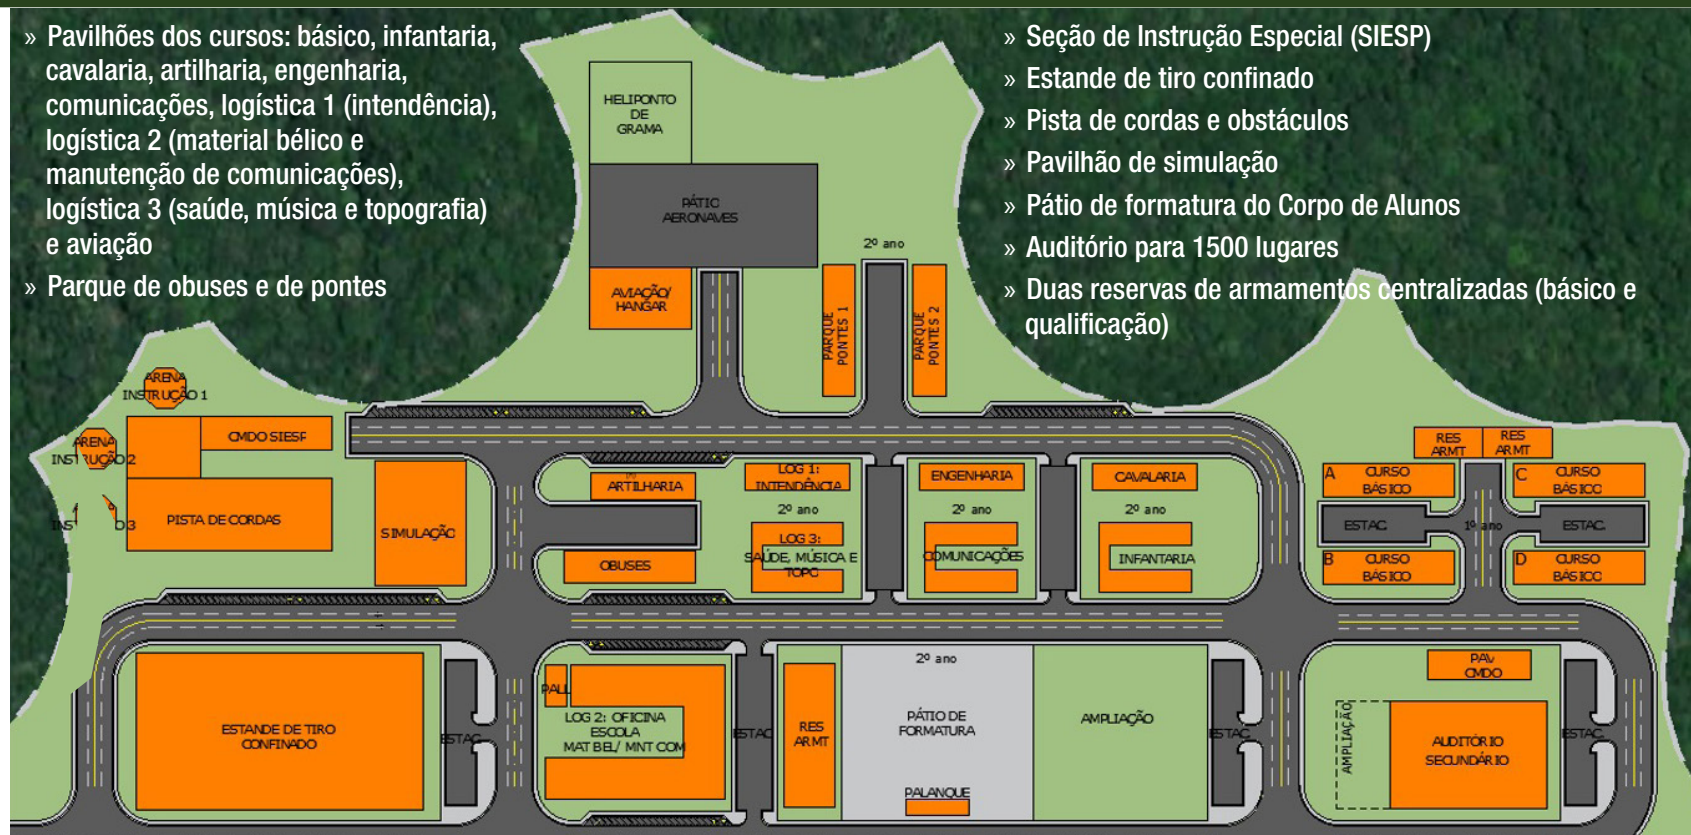 » Pavilhões dos cursos: básico, infantaria,
cavalaria, artilharia, engenharia,
comunicações, logística 1 (intendência),
logística 2 (material bélico e
manutenção de comunicações),
logística 3 (saúde, música e topografia)
e aviação
» Parque de obuses e de pontes
» Seção de Instrução Especial (SIESP)
» Estande de tiro confinado
» Pista de cordas e obstáculos
» Pavilhão de simulação
» Pátio de formatura do Corpo de Alunos
» Auditório para 1500 lugares
» Duas reservas de armamentos centralizadas (básico e
qualificação)
HELIPONTO
DE
GRAMA
PÁTIO
AERONAVES
2º ano
AVIAÇÃO/
HANGAR
PARQUE
PONTES 1
PARQUE
PONTES 2
ARENA
INSTRUÇÃO 1
CMDO SIESP
ARENA
INSTRUÇÃO 2
PISTA DE CORDAS
SIMULAÇÃO
ARTILHARIA
OBUSES
LOG 1:
INTENDÊNCIA
2º ano
LOG 3:
SAÚDE, MÚSICA E
TOPO
ENGENHARIA
2º ano
COMUNICAÇÕES
CAVALARIA
2º ano
INFANTARIA
RES
ARMT
RES
ARMT
A CURSO
BÁSICO
C CURSO
BÁSICO
ESTAC.
1º ano
ESTAC.
B CURSO
BÁSICO
D CURSO
BÁSICO
ESTANDE DE TIRO
CONFINADO
ESTAC.
PALL
LOG 2: OFICINA
ESCOLA
MAT BEL/ MNT COM
ESTAC
RES
ARMT
2º ano
PÁTIO DE
FORMATURA
PALANQUE
AMPLIAÇÃO
ESTAC.
AMPLIAÇÃO
PAV
CMDO
AUDITÓRIO
SECUNDÁRIO
ESTAC.